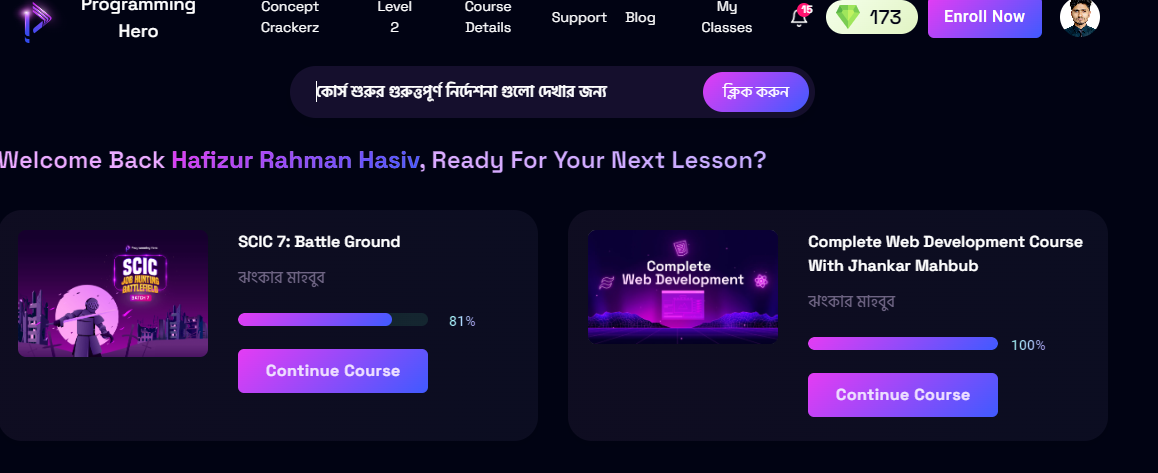 Programming
Hero
Concept
Crackerz
Level
2
Course
Details
Support
Blog
My
Classes
15
173
Enroll Now
কোর্স শুরুর গুরুত্বপূর্ণ নির্দেশনা গুলো দেখার জন্য
ক্লিক করুন
Welcome Back Hafizur Rahman Hasiv, Ready For Your Next Lesson?
SCIC
JOB HUNTING
BATTLEFIELD
BATCH 7
SCIC 7: Battle Ground
ঝংকার মাহবুব
81%
Continue Course
Complete
Web Development
Complete Web Development Course
With Jhankar Mahbub
ঝংকার মাহবুব
100%
Continue Course